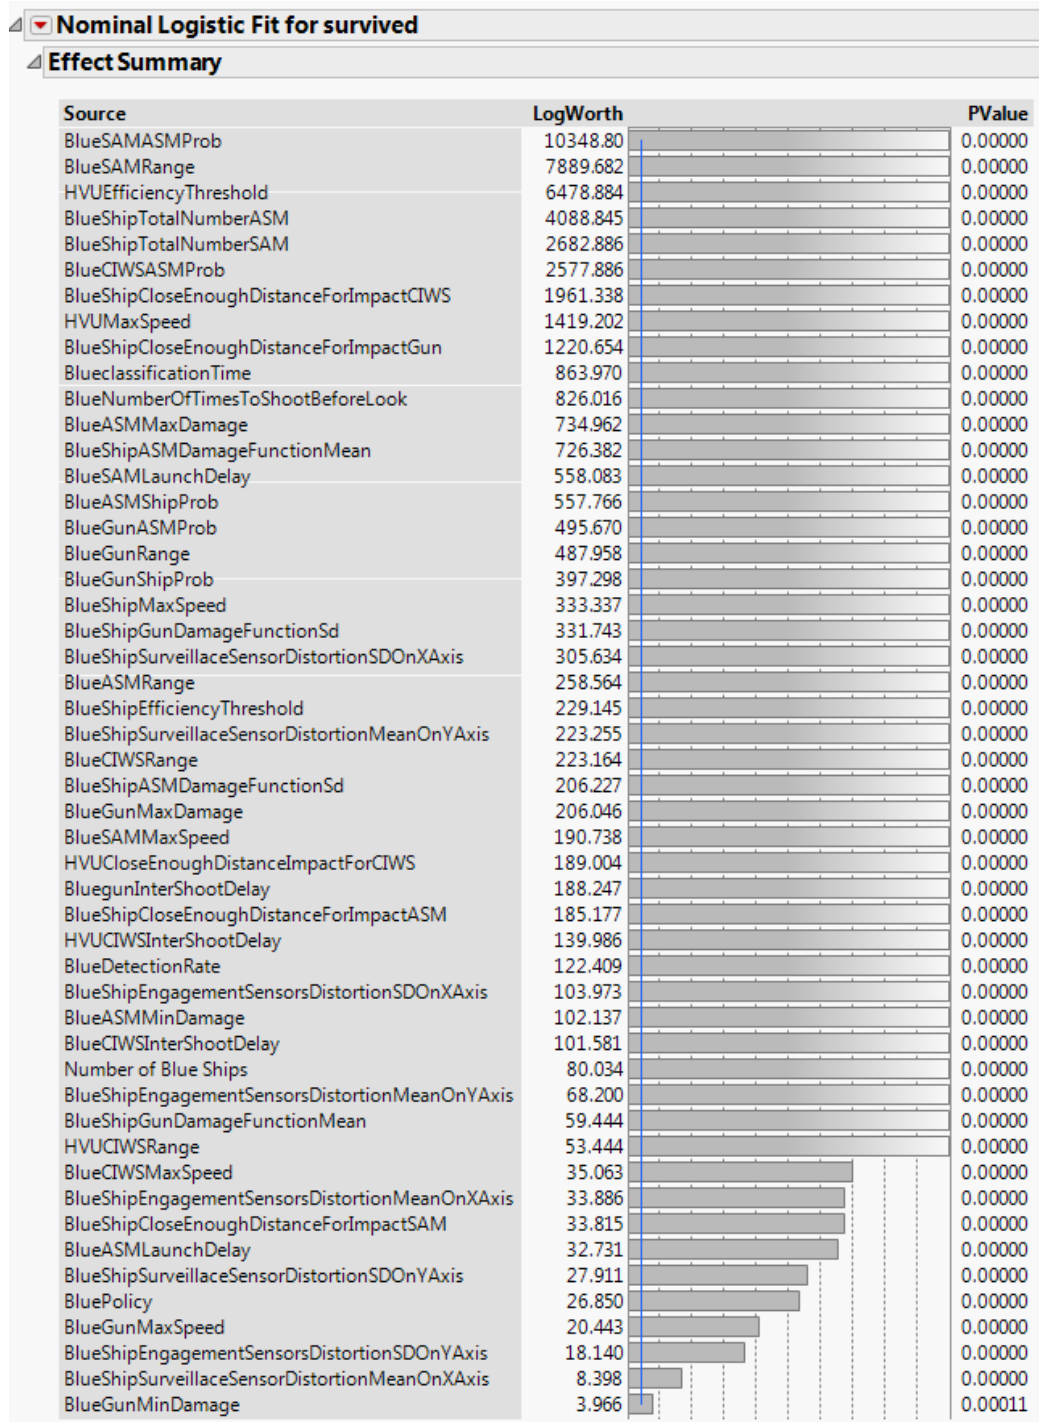 Nominal Logistic Fit for survived
Effect Summary
Source LogWorth PValue
BlueSAMASMProb 10348.80 0.00000
BlueSAMRange 7889.682 0.00000
HVUEfficiencyThreshold 6478.884 0.00000
BlueShipTotalNumberASM 4088.845 0.00000
BlueShipTotalNumberSAM 2682.886 0.00000
BlueCIWSASMProb 2577.886 0.00000
BlueShipCloseEnoughDistanceForImpactCIWS 1961.338 0.00000
HVUMaxSpeed 1419.202 0.00000
BlueShipCloseEnoughDistanceForImpactGun 1220.654 0.00000
BlueclassificationTime 863.970 0.00000
BlueNumberOfTimesToShootBeforeLook 826.016 0.00000
BlueASMMaxDamage 734.962 0.00000
BlueShipASMDamageFunctionMean 726.382 0.00000
BlueSAMLaunchDelay 558.083 0.00000
BlueASMShipProb 557.766 0.00000
BlueGunASMProb 495.670 0.00000
BlueGunRange 487.958 0.00000
BlueGunShipProb 397.298 0.00000
BlueShipMaxSpeed 333.337 0.00000
BlueShipGunDamageFunctionSd 331.743 0.00000
BlueShipSurveillaceSensorDistortionSDOnXAxis 305.634 0.00000
BlueASMRange 258.564 0.00000
BlueShipEfficiencyThreshold 229.145 0.00000
BlueShipSurveillaceSensorDistortionMeanOnYAxis 223.255 0.00000
BlueCIWSRange 223.164 0.00000
BlueShipASMDamageFunctionSd 206.227 0.00000
BlueGunMaxDamage 206.046 0.00000
BlueSAMMaxSpeed 190.738 0.00000
HVUCloseEnoughDistanceImpactForCIWS 189.004 0.00000
BluegunInterShootDelay 188.247 0.00000
BlueShipCloseEnoughDistanceForImpactASM 185.177 0.00000
HVUCIWSInterShootDelay 139.986 0.00000
BlueDetectionRate 122.409 0.00000
BlueShipEngagementSensorsDistortionSDOnXAxis 103.973 0.00000
BlueASMMinDamage 102.137 0.00000
BlueCIWSInterShootDelay 101.581 0.00000
Number of Blue Ships 80.034 0.00000
BlueShipEngagementSensorsDistortionMeanOnYAxis 68.200 0.00000
BlueShipGunDamageFunctionMean 59.444 0.00000
HVUCIWSRange 53.444 0.00000
BlueCIWSMaxSpeed 35.063 0.00000
BlueShipEngagementSensorsDistortionMeanOnXAxis 33.886 0.00000
BlueShipCloseEnoughDistanceForImpactSAM 33.815 0.00000
BlueASMLaunchDelay 32.731 0.00000
BlueShipSurveillaceSensorDistortionSDOnYAxis 27.911 0.00000
BluePolicy 26.850 0.00000
BlueGunMaxSpeed 20.443 0.00000
BlueShipEngagementSensorsDistortionSDOnYAxis 18.140 0.00000
BlueShipSurveillaceSensorDistortionMeanOnXAxis 8.398 0.00000
BlueGunMinDamage 3.966 0.00011